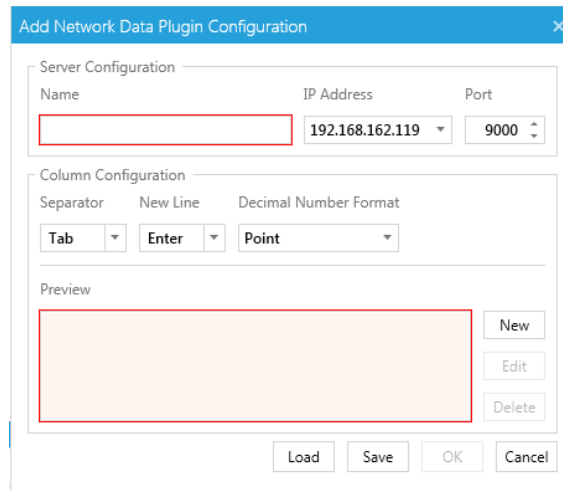 Add Network Data Plugin Configuration
Server Configuration
Name IP Address Port
192.168.162.119 9000
Column Configuration
Separator New Line Decimal Number Format
Tab Enter Point
Preview
New
Edit
Delete
Load Save OK Cancel